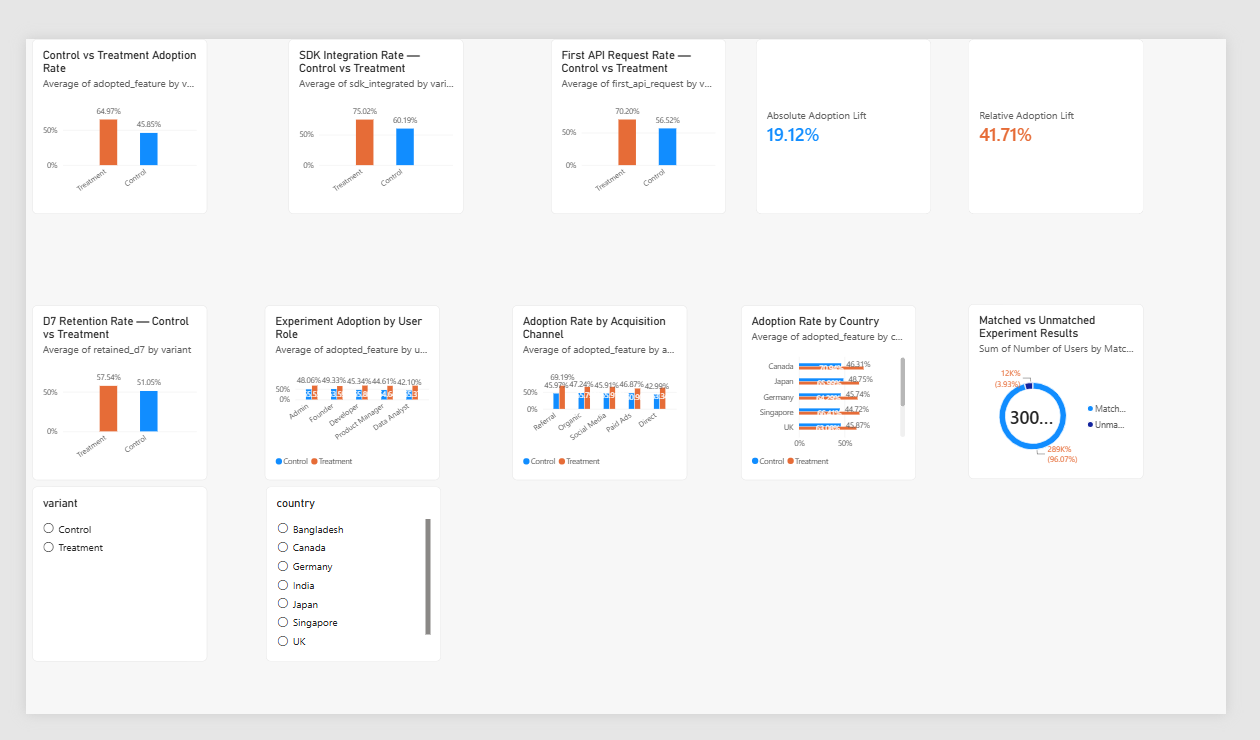 Control vs Treatment Adoption
Rate
Average of adopted_feature by v...
64.97%
45.85%
50%
0%
Treatment
Control
SDK Integration Rate —
Control vs Treatment
Average of sdk_integrated by vari...
75.02%
60.19%
50%
0%
Treatment
Control
First API Request Rate —
Control vs Treatment
Average of first_api_request by v...
70.20%
56.52%
50%
0%
Treatment
Control
Absolute Adoption Lift
19.12%
Relative Adoption Lift
41.71%
D7 Retention Rate — Control
vs Treatment
Average of retained_d7 by variant
57.54%
51.05%
50%
0%
Treatment
Control
Experiment Adoption by User
Role
Average of adopted_feature by u...
48.06% 49.33% 45.34% 44.61% 42.10%
50%
0%
Admin
Founder
Developer
Product Manager
Data Analyst
Control Treatment
Adoption Rate by Acquisition
Channel
Average of adopted_feature by a...
69.19%
45.97% 47.24% 45.91% 46.87% 42.99%
50%
0%
Referral
Organic
Social Media
Paid Ads
Direct
Control Treatment
Adoption Rate by Country
Average of adopted_feature by c...
Canada 46.31%
Japan 48.75%
Germany 45.74%
Singapore 44.72%
UK 45.87%
0% 50%
Control Treatment
Matched vs Unmatched
Experiment Results
Sum of Number of Users by Matc...
12K%
(3.93%)
300...
Match...
Unma...
289K%
(96.07%)
variant
Control
Treatment
country
Bangladesh
Canada
Germany
India
Japan
Singapore
UK